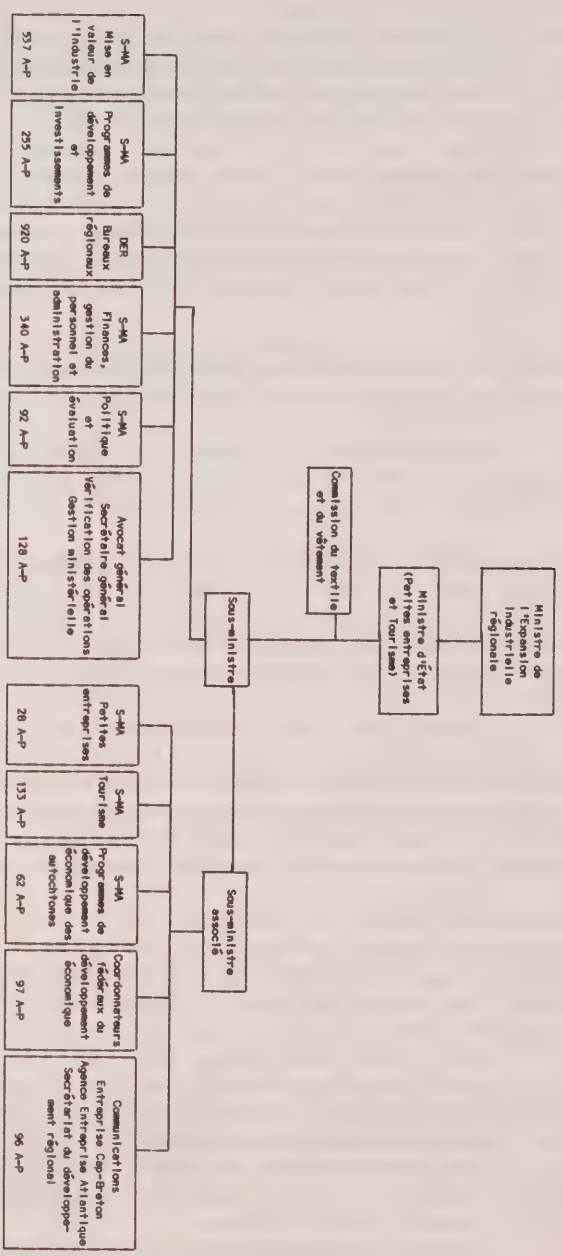 Ministre de
l'Expansion
industrielle
régionale
Ministre d'État
(Petites entreprises
et Tourisme)
Commission du textile
et du vêtement
Sous-ministre
Sous-ministre
associé
S-MA
Mise en
valeur de
l'industrie
537 A-P
S-MA
Programmes de
développement
et
investissements
255 A-P
DER
Bureaux
régionaux
920 A-P
S-MA
Finances,
gestion du
personnel et
administration
340 A-P
S-MA
Politique
et
évaluation
92 A-P
Avocat général
Secrétaire général
Vérification des opérations
Gestion ministérielle
128 A-P
S-MA
Petites
entreprises
28 A-P
S-MA
Tourisme
133 A-P
S-MA
Programmes de
développement
économique des
autochtones
62 A-P
Coordonnateurs
fédéraux du
développement
économique
97 A-P
Communications
Entreprise Cap-Breton
Agence Entreprise Atlantique
Secrétariat du développe-
ment régional
96 A-P